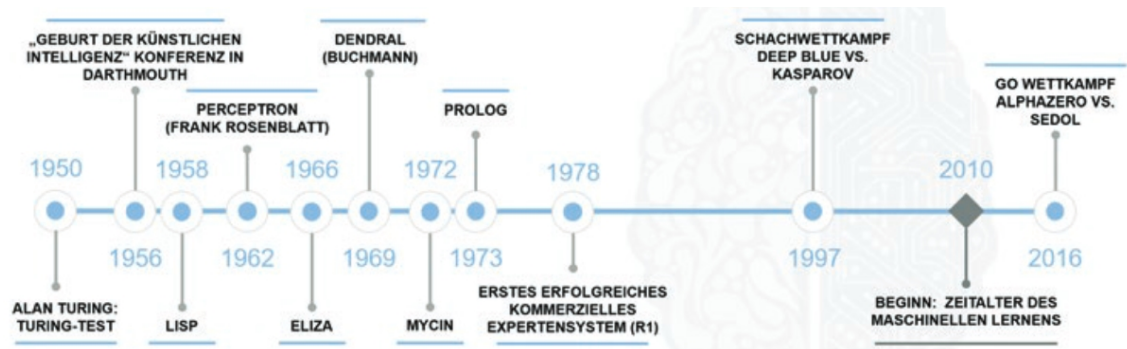 „GEBURT DER KÜNSTLICHEN
INTELLIGENZ“ KONFERENZ IN
DARTHMOUTH
DENDRAL
(BUCHMANN)
SCHACHWETTKAMPF
DEEP BLUE VS.
KASPAROV
GO WETTKAMPF
ALPHAZERO VS.
SEDOL
PERCEPTRON
(FRANK ROSENBLATT)
PROLOG
1950
1958
1966
1972
1978
2010
1956
1962
1969
1973
1997
2016
ALAN TURING:
TURING-TEST
LISP
ELIZA
MYCIN
ERSTES ERFOLGREICHES
KOMMERZIELLES
EXPERTENSYSTEM (R1)
BEGINN: ZEITALTER DES
MASCHINELLEN LERNENS